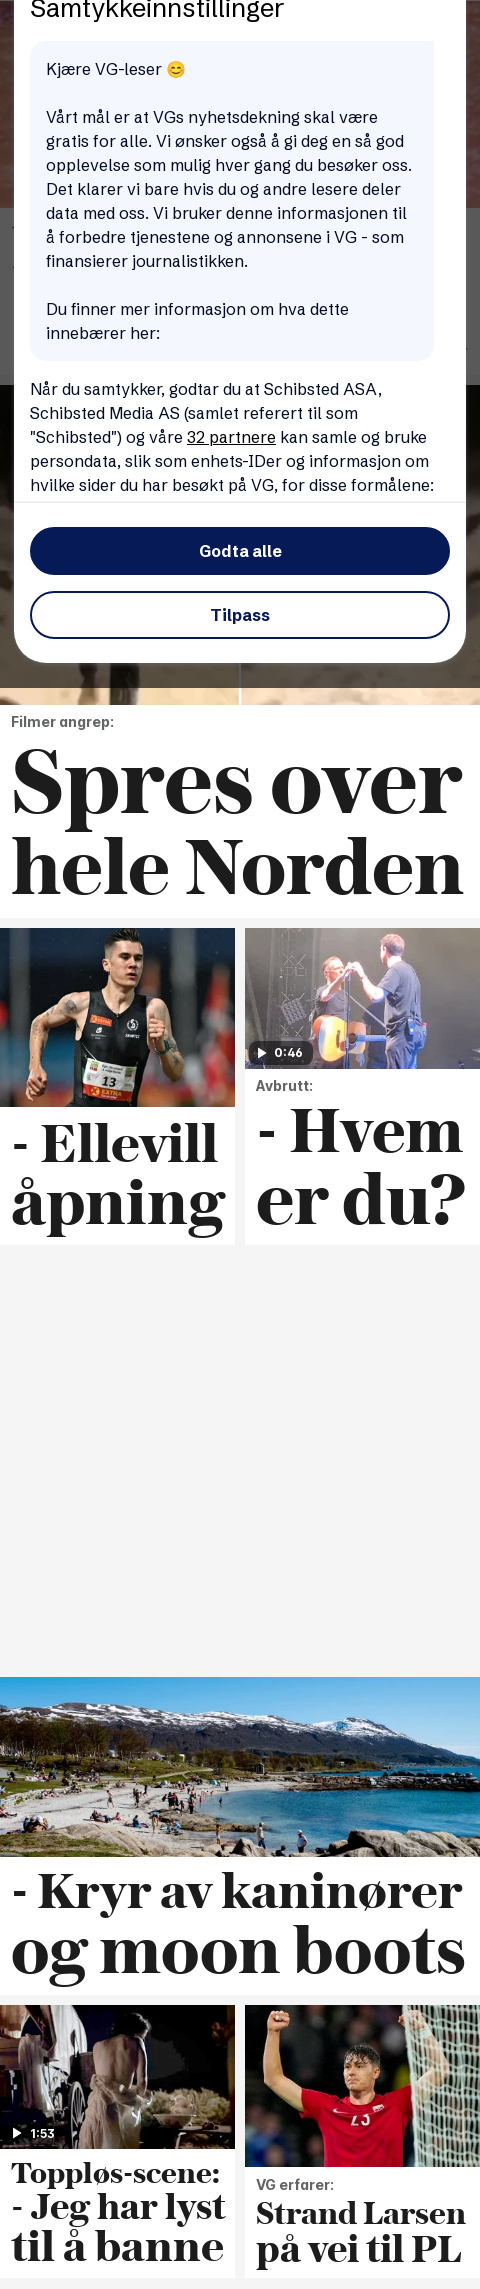 Samtykkeinnstillinger
Kjære VG-leser 😊
Vårt mål er at VGs nyhetsdekning skal være
gratis for alle. Vi ønsker også å gi deg en så god
opplevelse som mulig hver gang du besøker oss.
Det klarer vi bare hvis du og andre lesere deler
data med oss. Vi bruker denne informasjonen til
å forbedre tjenestene og annonsene i VG - som
finansierer journalistikken.
Du finner mer informasjon om hva dette
innebærer her:
Når du samtykker, godtar du at Schibsted ASA,
Schibsted Media AS (samlet referert til som
"Schibsted") og våre 32 partnere kan samle og bruke
persondata, slik som enhets-IDer og informasjon om
hvilke sider du har besøkt på VG, for disse formålene:
Godta alle
Tilpass
Filmer angrep:
Spres over
hele Norden
13
- Ellevill
åpning
0:46
Avbrutt:
- Hvem
er du?
- Kryr av kaninører
og moon boots
1:53
Toppløs-scene:
- Jeg har lyst
til å banne
23
VG erfarer:
Strand Larsen
på vei til PL